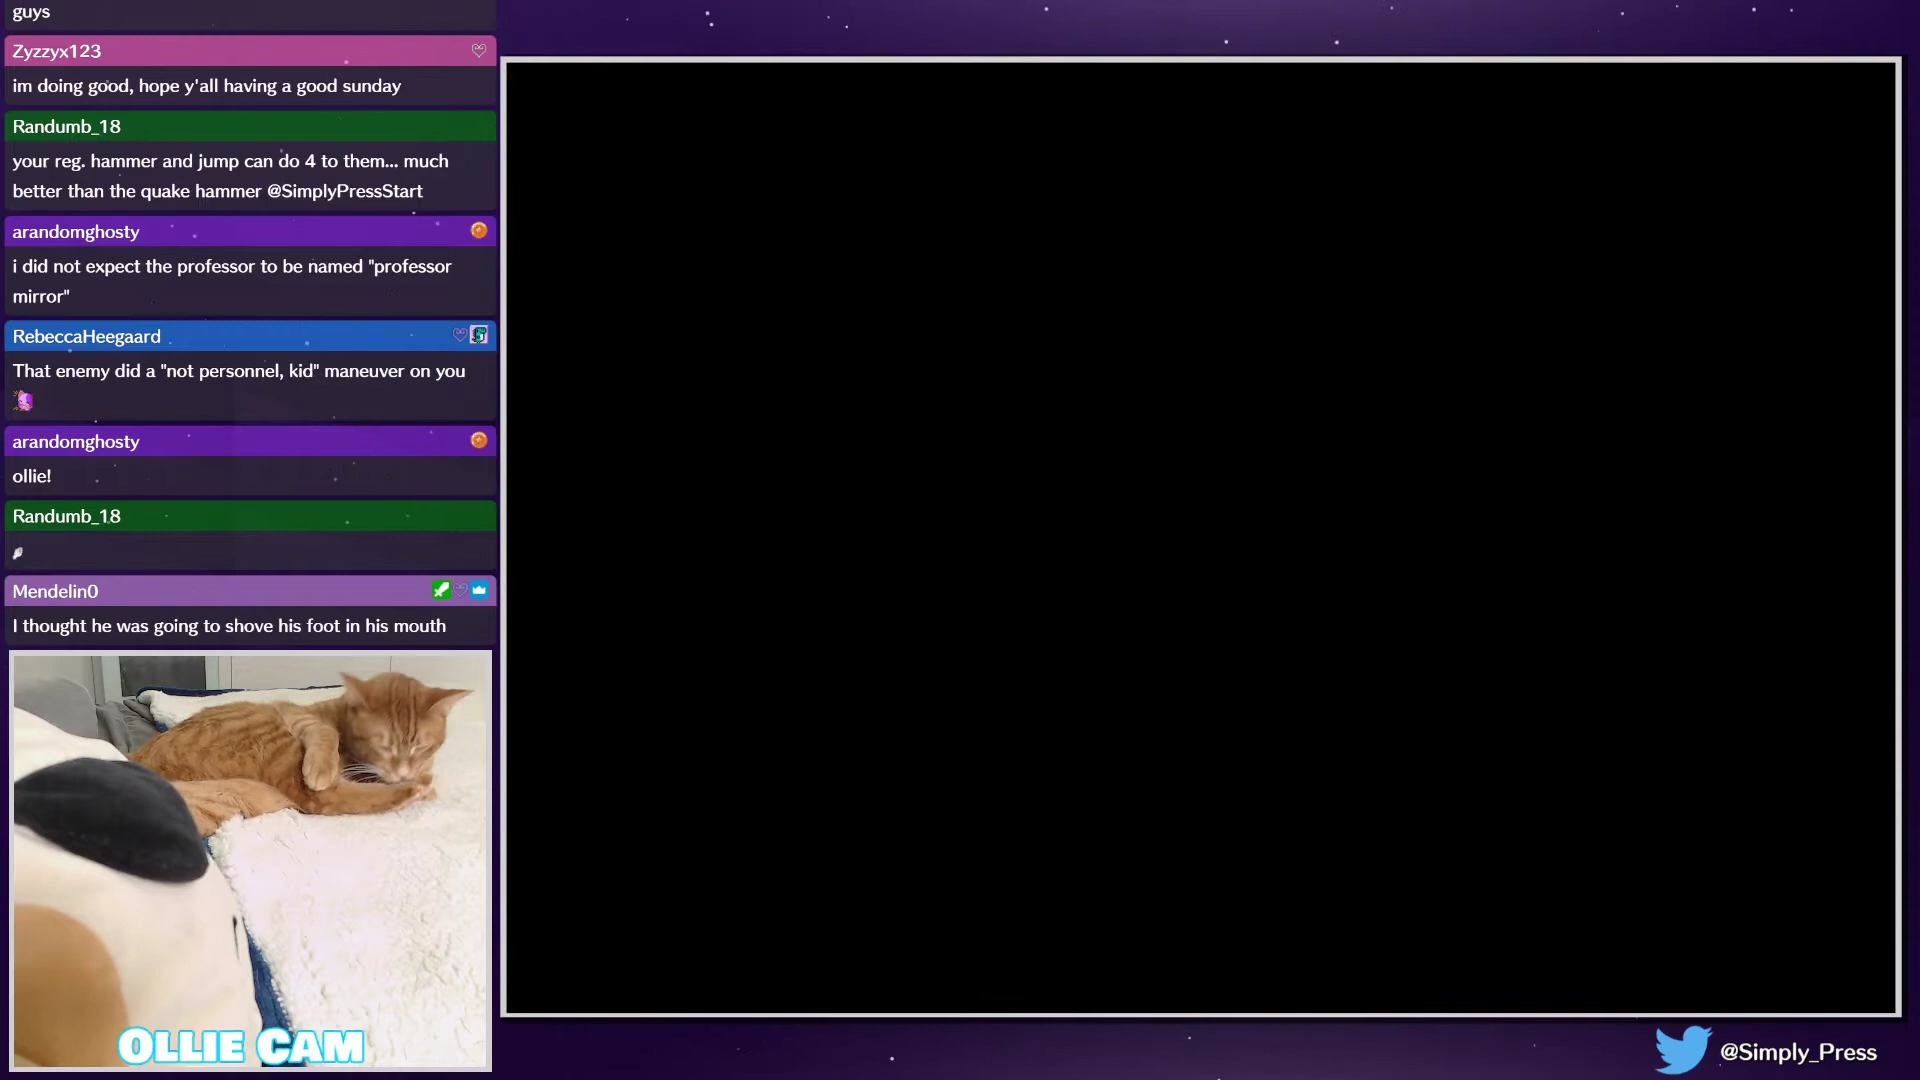 guys
Zyzzyx123
im doing good, hope y'all having a good sunday
Randumb_18
your reg. hammer and jump can do 4 to them... much
better than the quake hammer @SimplyPressStart
arandomghosty
i did not expect the professor to be named "professor
mirror"
RebeccaHeegaard
That enemy did a "not personnel, kid" maneuver on you
arandomghosty
ollie!
Randumb_18
Mendelin0
I thought he was going to shove his foot in his mouth
OLLIE CAM
@Simply_Press